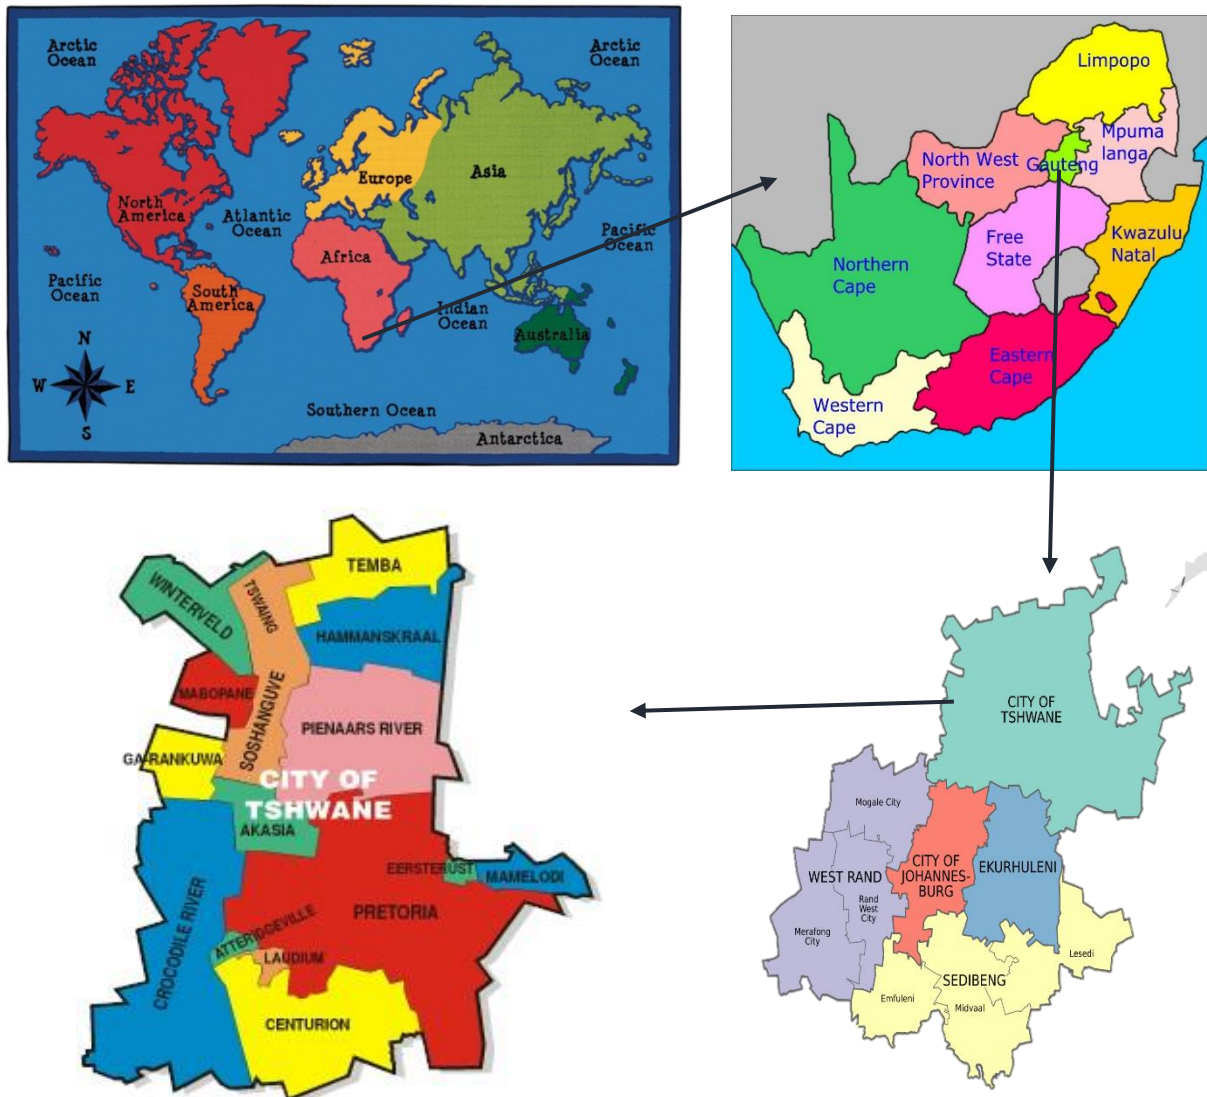 Arctic
Ocean
Arctic
Ocean
North
America
Atlantic
Ocean
Europe
Asia
Africa
Pacific
Ocean
Pacific
Ocean
South
America
Indian
Ocean
Australia
N
W
E
S
Southern Ocean
Antarctica
Limpopo
Mpuma
langa
North West
Province
Gauteng
Free
State
Kwazulu
Natal
Northern
Cape
Eastern
Cape
Western
Cape
TEMBA
WINTERVELD
TSWAING
HAMMANSKRAAL
MABOPANE
SOSHANGUVE
PIENAARS RIVER
GA-RANKUWA
CITY OF
TSHWANE
AKASIA
EERSTERUST
MAMELODI
CROCODILE RIVER
ATTERIDGEVILLE
PRETORIA
LAUDIUM
CENTURION
CITY OF
TSHWANE
Mogale City
WEST RAND
CITY OF
JOHANNES-
BURG
EKURHULENI
Rand
West
City
Merafong
City
Lesedi
SEDIBENG
Emfuleni
Midvaal